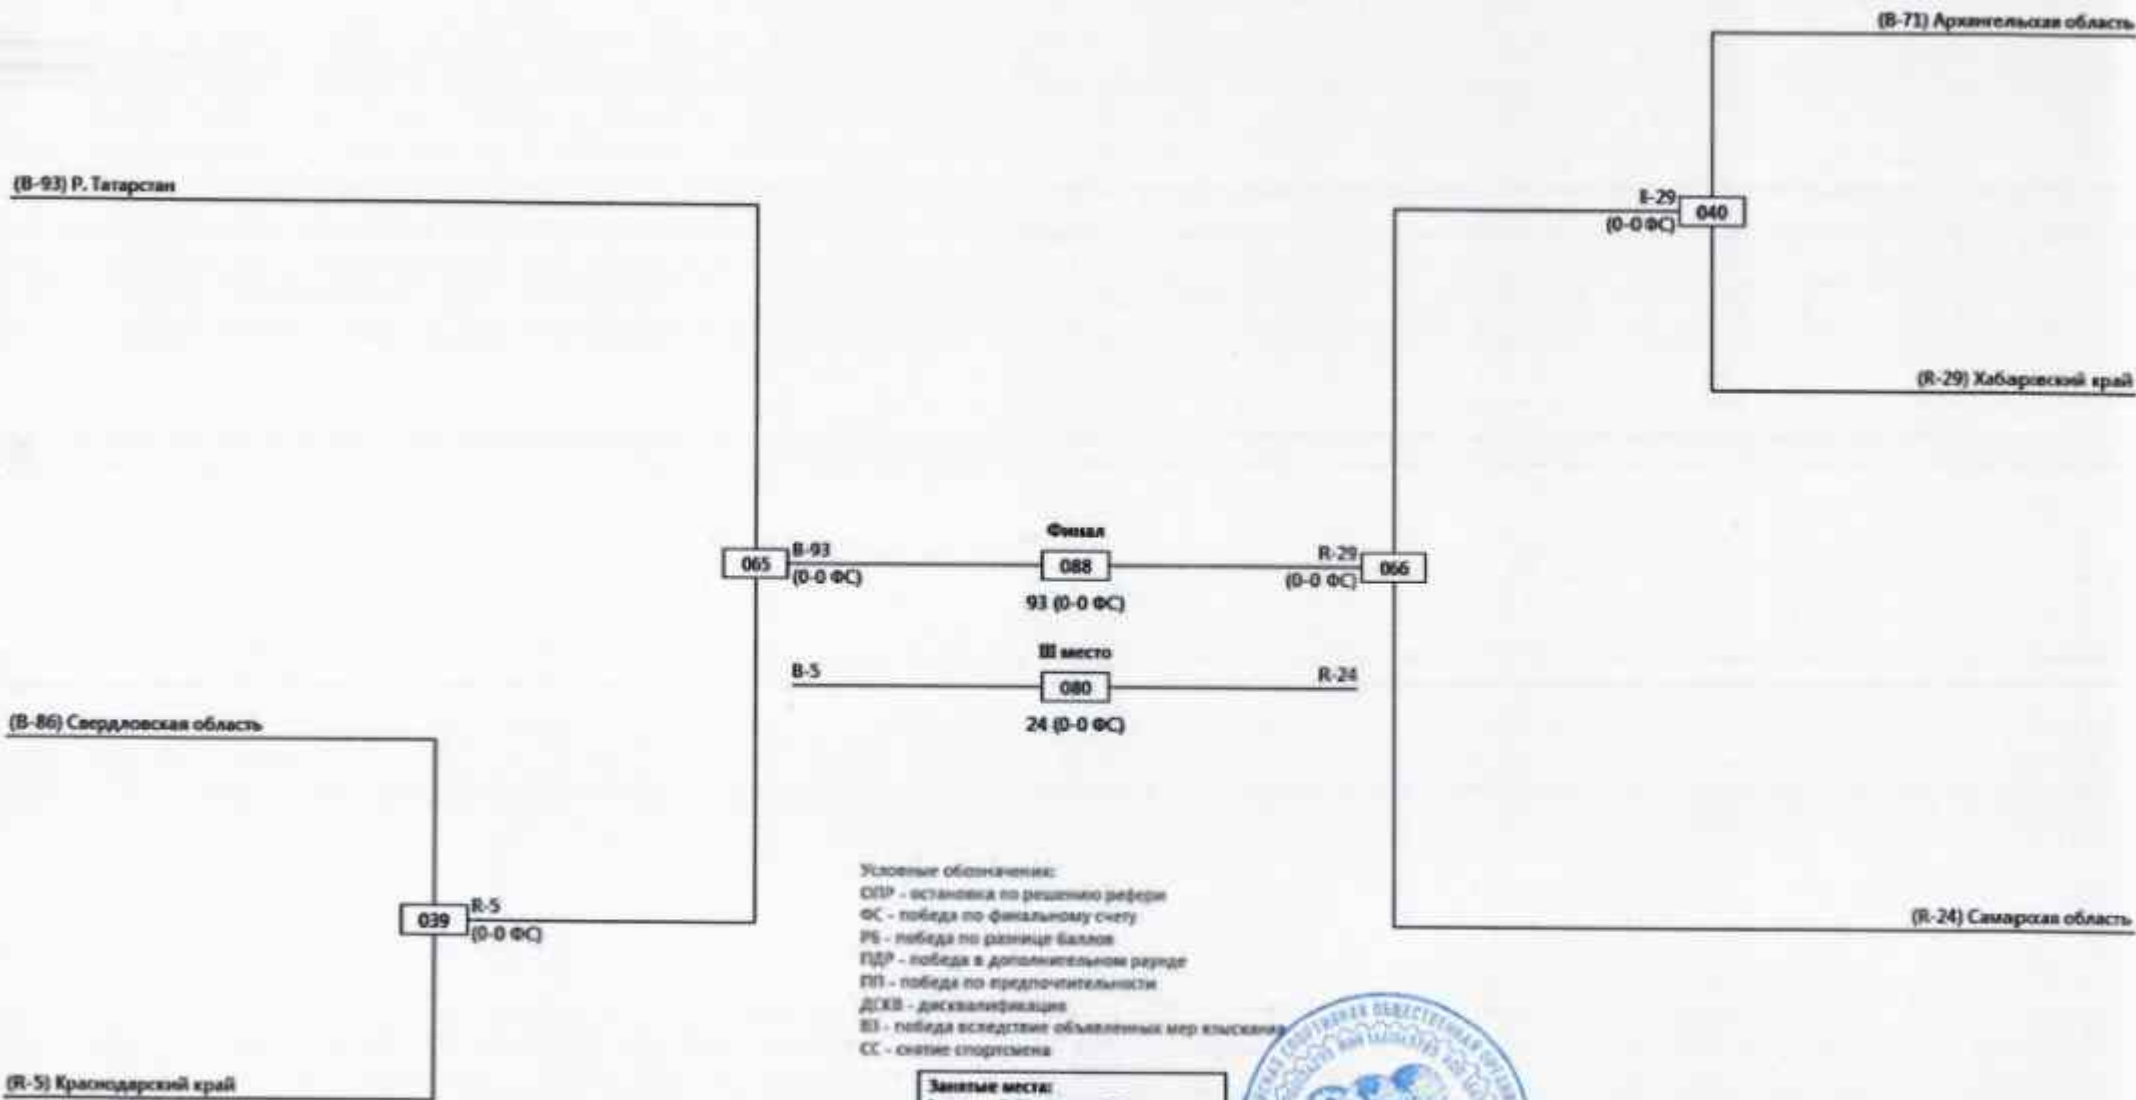 (В-71) Архангельская область
(В-93) Р. Татарстан
В-29
(0-0 ФС)
040
(R-29) Хабаровский край
Финал
065
В-93
(0-0 ФС)
088
R-29
(0-0 ФС)
066
93 (0-0 ФС)
III место
В-5
080
R-24
24 (0-0 ФС)
(В-86) Свердловская область
Условные обозначения:
ОПР - остановка по решению рефери
ФС - победа по финальному счету
РБ - победа по разнице баллов
ПДР - победа в дополнительном раунде
ПП - победа по предпочтительности
ДСКВ - дисквалификация
ВЗ - победа вследствие объявленных мер взыскания
СС - снятие спортсмена
039
R-5
(0-0 ФС)
(R-24) Самарская область
(R-5) Краснодарский край
Занятые места: